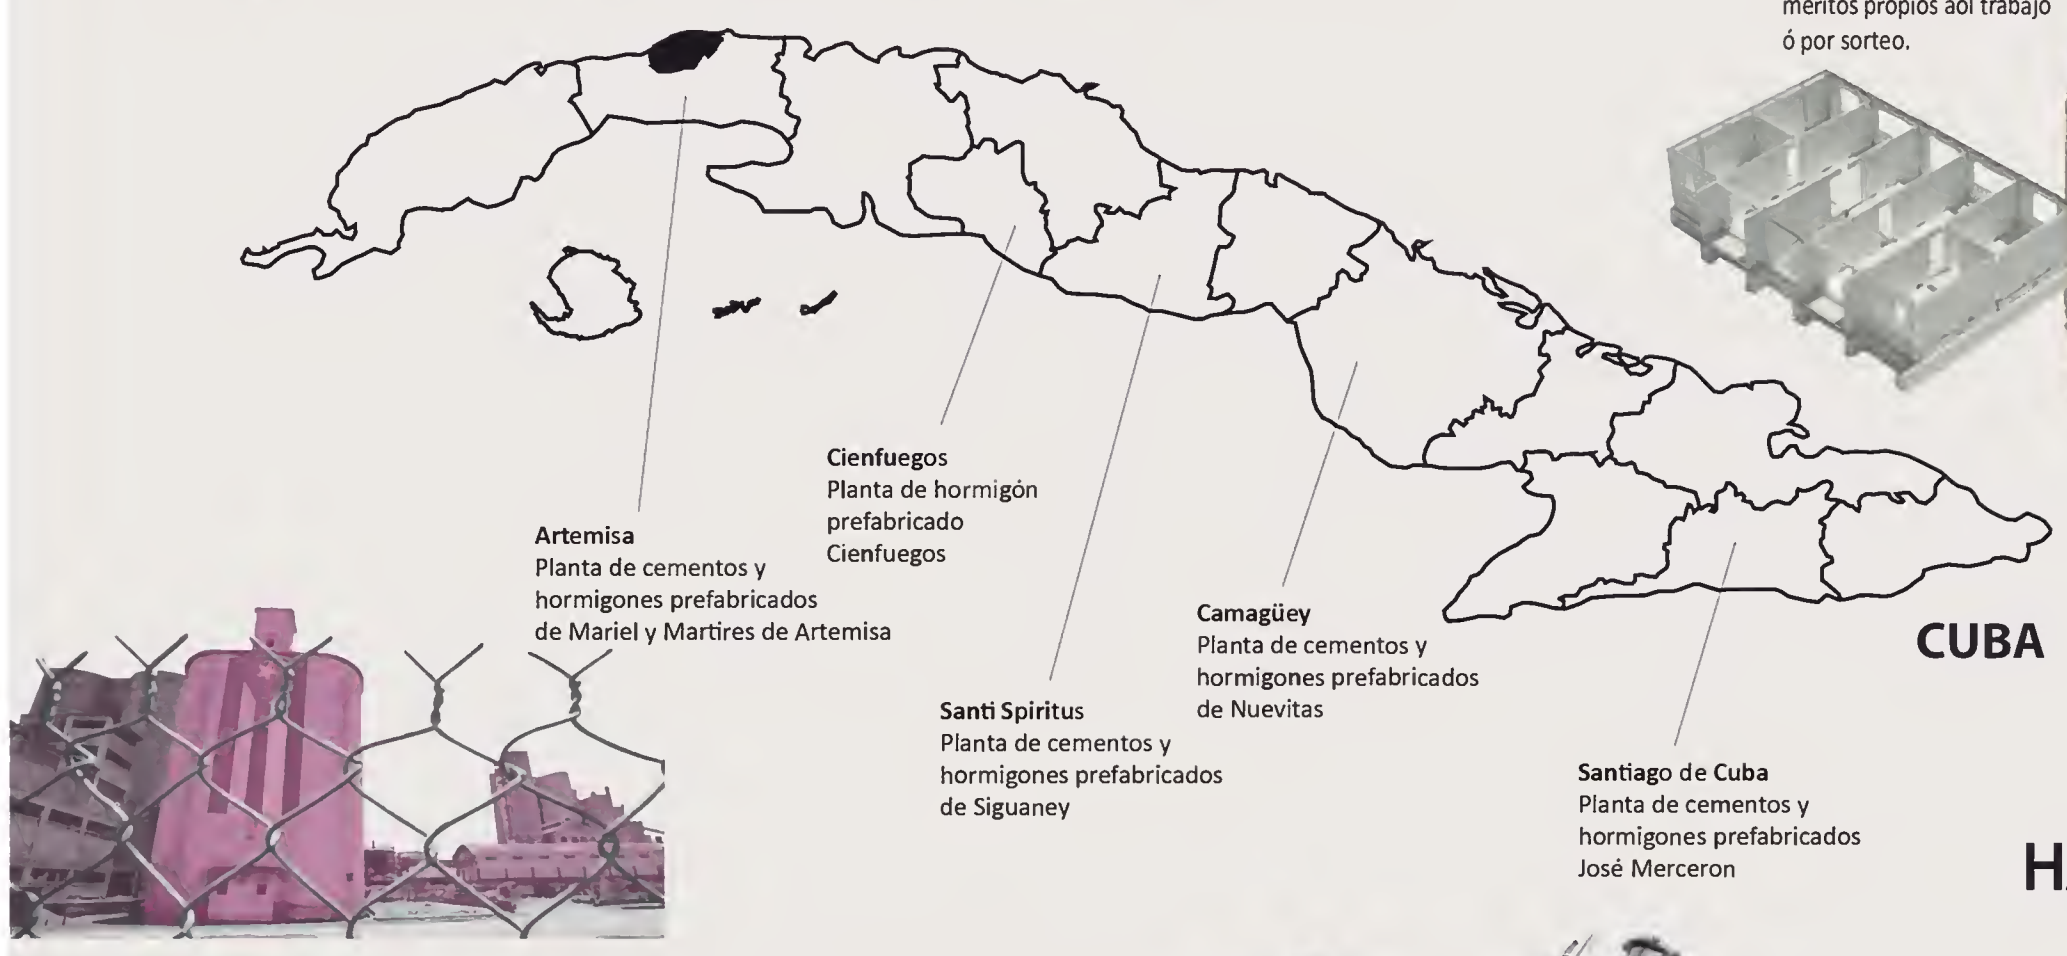 meritos propios aol trabajo
ó por sorteo.
Cienfuegos
Planta de hormigón
prefabricado
Cienfuegos
Artemisa
Planta de cementos y
hormigones prefabricados
de Mariel y Martires de Artemisa
Camagüey
Planta de cementos y
hormigones prefabricados
de Nuevitas
CUBA
Santi Spiritus
Planta de cementos y
hormigones prefabricados
de Siguaney
Santiago de Cuba
Planta de cementos y
hormigones prefabricados
José Merceron